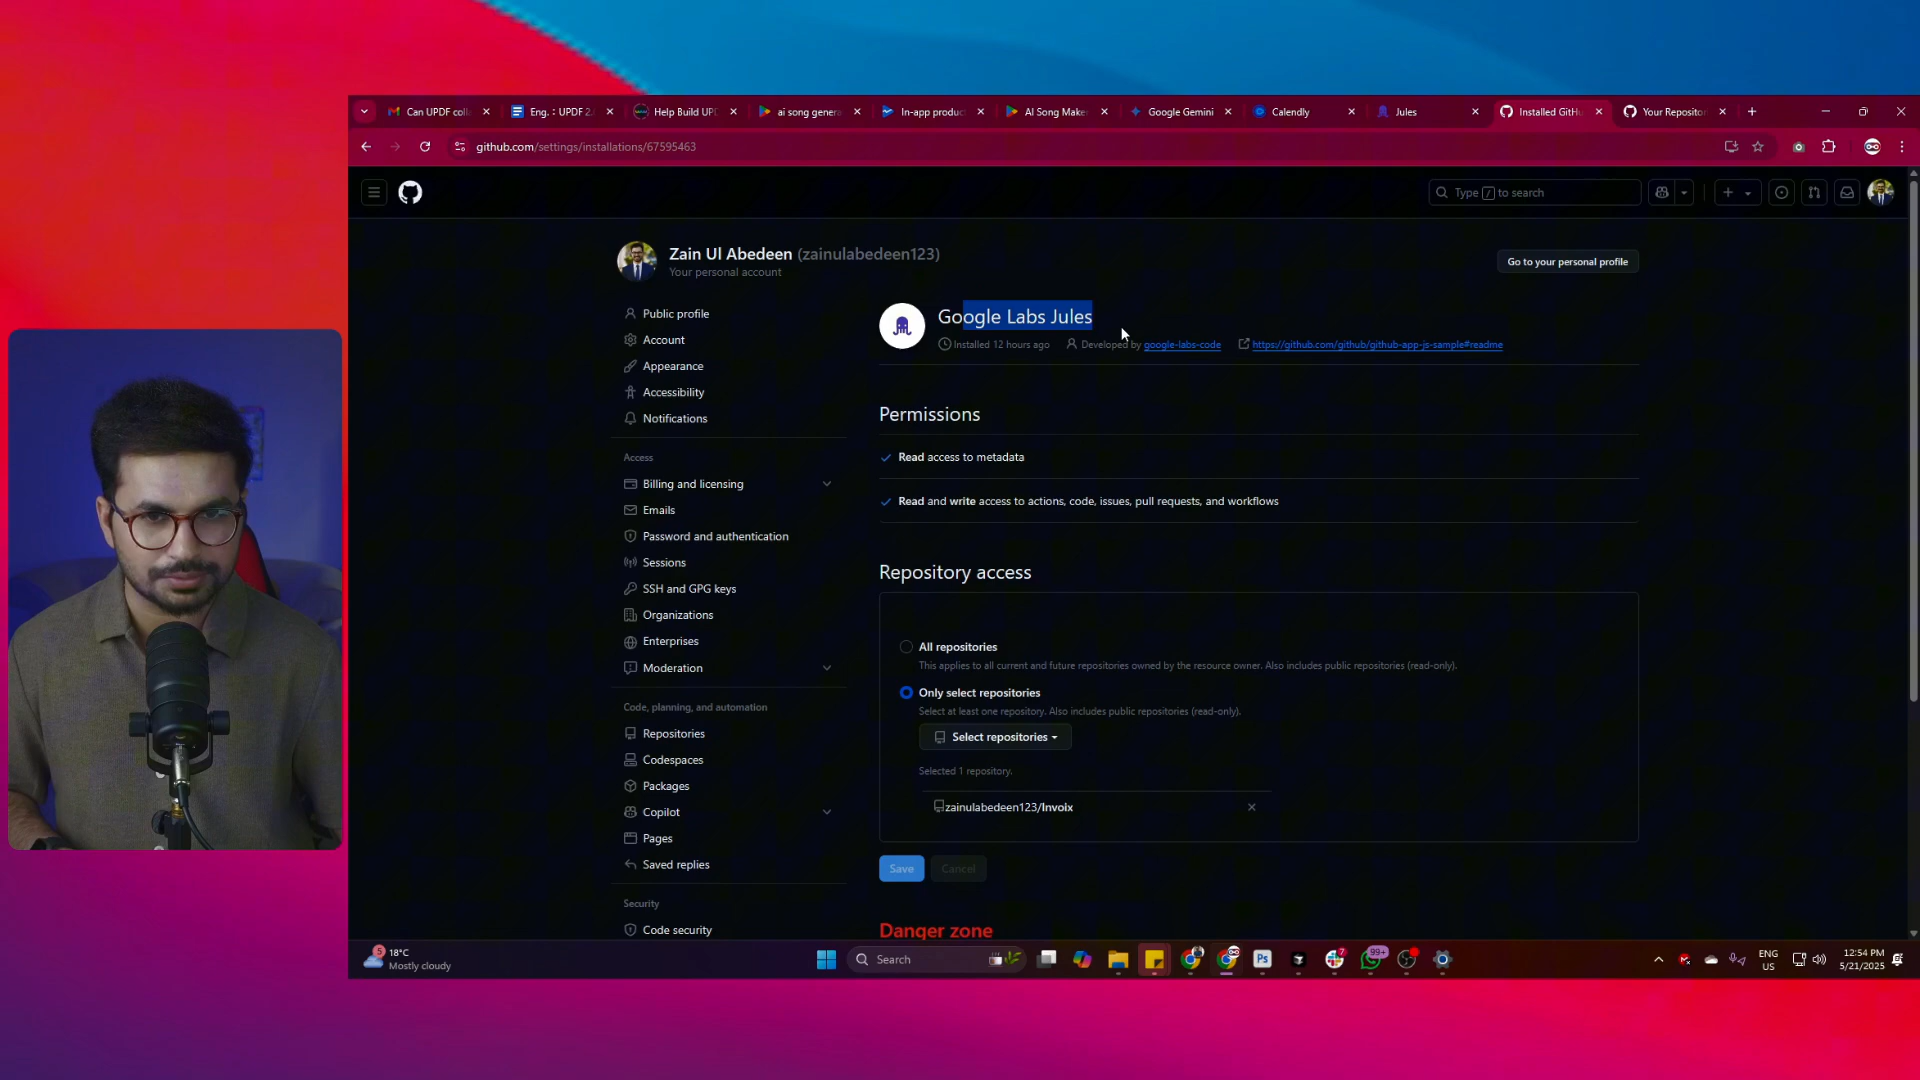 Can UPDF coll
Eng. : UPDF 2.
Help Build UPD
ai song genera
In-app produc
AI Song Make
Google Gemini
Calendly
Jules
Installed GitHu
Your Repositor
github.com/settings/installations/67595463
Type / to search
Zain Ul Abedeen (zainulabedeen123)
Your personal account
Go to your personal profile
Public profile
Account
Appearance
Accessibility
Notifications
Access
Billing and licensing
Emails
Password and authentication
Sessions
SSH and GPG keys
Organizations
Enterprises
Moderation
Code, planning, and automation
Repositories
Codespaces
Packages
Copilot
Pages
Saved replies
Security
Code security
Google Labs Jules
Installed 12 hours ago
Developed by google-labs-code
https://github.com/github/github-app-js-sample#readme
Permissions
Read access to metadata
Read and write access to actions, code, issues, pull requests, and workflows
Repository access
All repositories
This applies to all current and future repositories owned by the resource owner. Also includes public repositories (read-only).
Only select repositories
Select at least one repository. Also includes public repositories (read-only).
Select repositories
Selected 1 repository.
zainulabedeen123/Invoix
Save
Cancel
Danger zone
5
18°C
Mostly cloudy
Search
Ps
7
99+
ENG
US
12:54 PM
5/21/2025